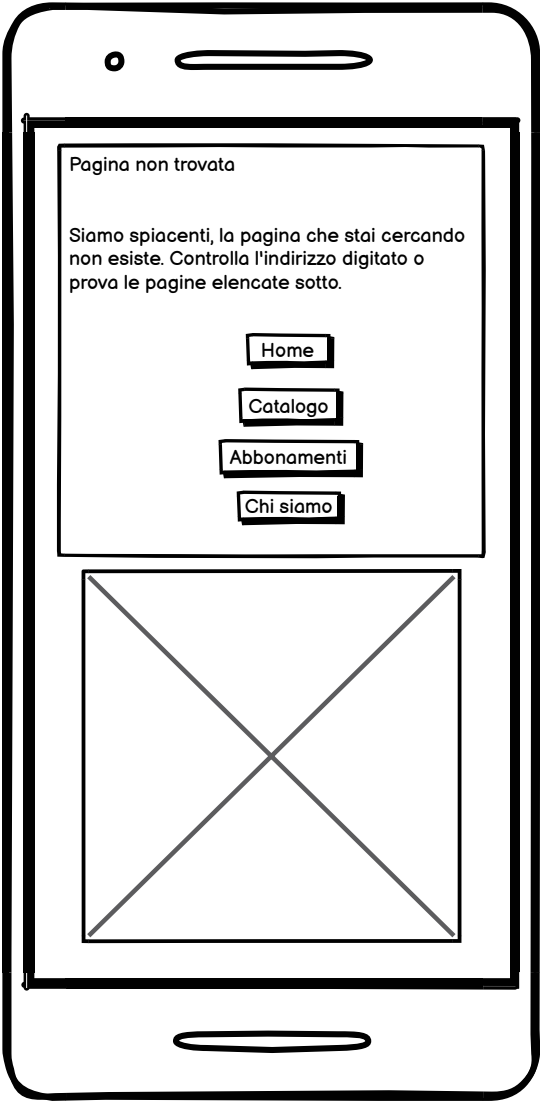 Pagina non trovata
Siamo spiacenti, la pagina che stai cercando
non esiste. Controlla l'indirizzo digitato o
prova le pagine elencate sotto.
Home
Catalogo
Abbonamenti
Chi siamo